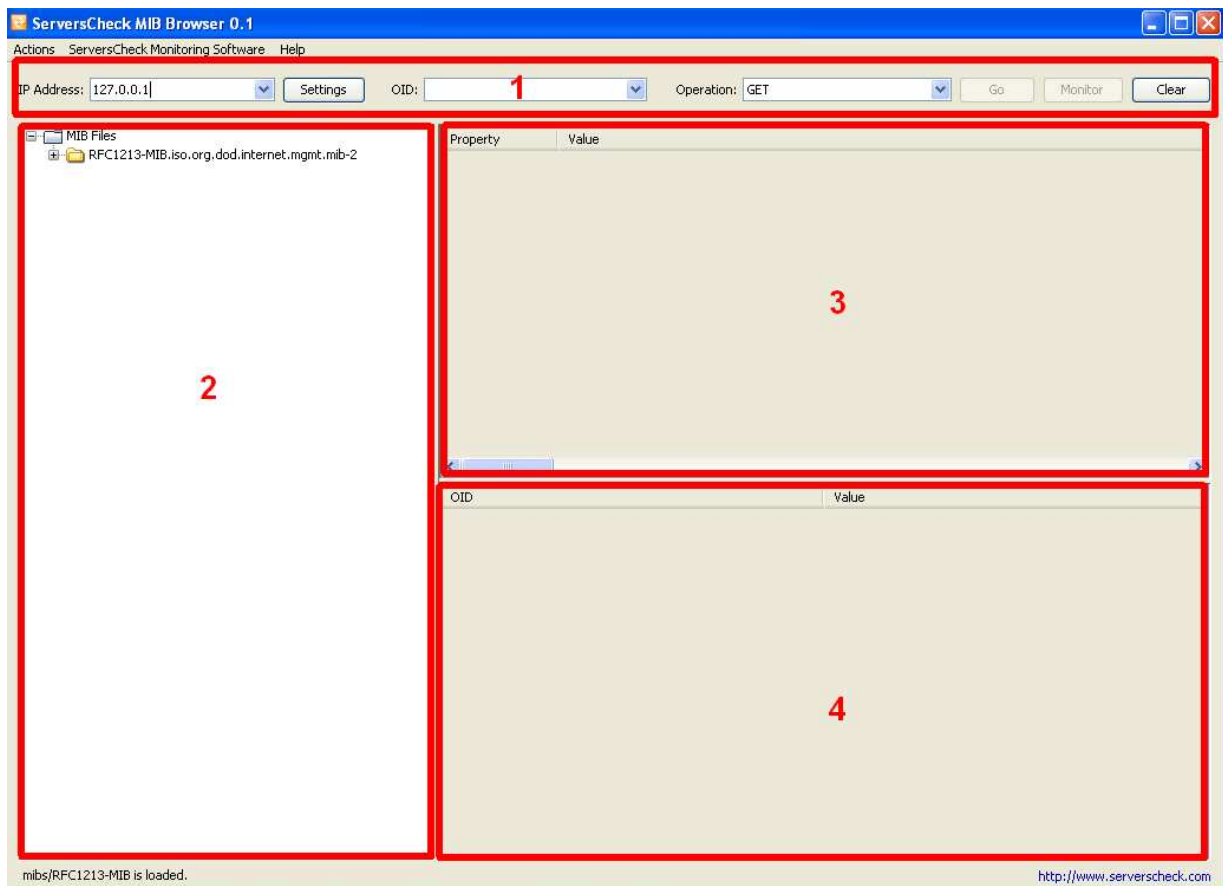 ServersCheck MIB Browser 0.1
Actions ServersCheck Monitoring Software Help
IP Address: 127.0.0.1 Settings OID: 1 Operation: GET Go Monitor Clear
MIB Files
RFC1213-MIB.iso.org.dod.internet.mgmt.mib-2
2
Property Value
3
OID Value
4
mibs/RFC1213-MIB is loaded. http://www.serverscheck.com